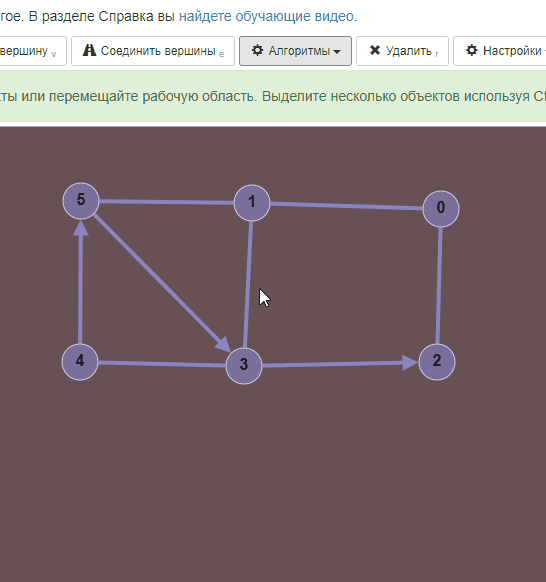 гое. В разделе Справка вы найдете обучающие видео.
вершину v Соединить вершины e Алгоритмы Удалить r Настройки
ты или перемещайте рабочую область. Выделите несколько объектов используя Ct
5 1 0
4 3 2